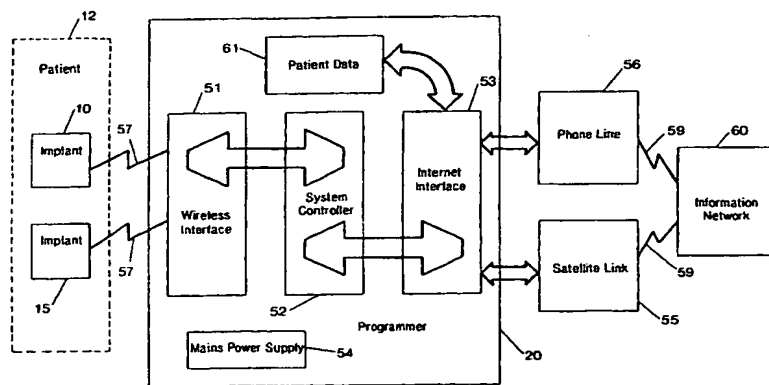 12
Patient
10
Implant
57
Implant
15
57
61
Patient Data
51
Wireless
Interface
System
Controller
52
53
Internet
Interface
Programmer
Mains Power Supply
54
20
56
Phone Line
59
60
Information
Network
Satellite Link
59
55